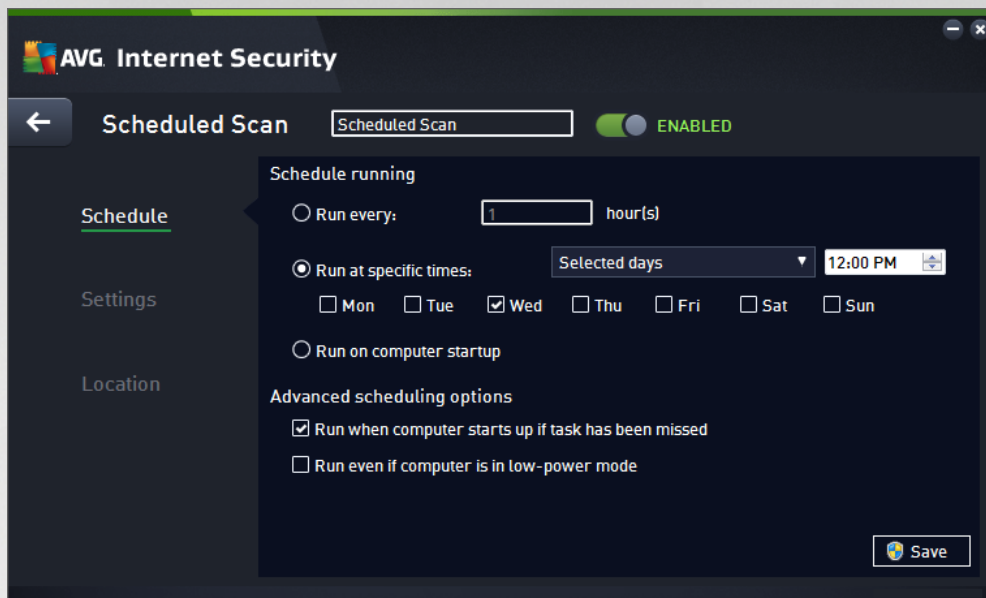 AVG Internet Security
Scheduled Scan
Scheduled Scan
ENABLED
Schedule
Settings
Location
Schedule running
Run every:
1
hour(s)
Run at specific times:
Selected days
12:00 PM
Mon Tue Wed Thu Fri Sat Sun
Run on computer startup
Advanced scheduling options
Run when computer starts up if task has been missed
Run even if computer is in low-power mode
Save